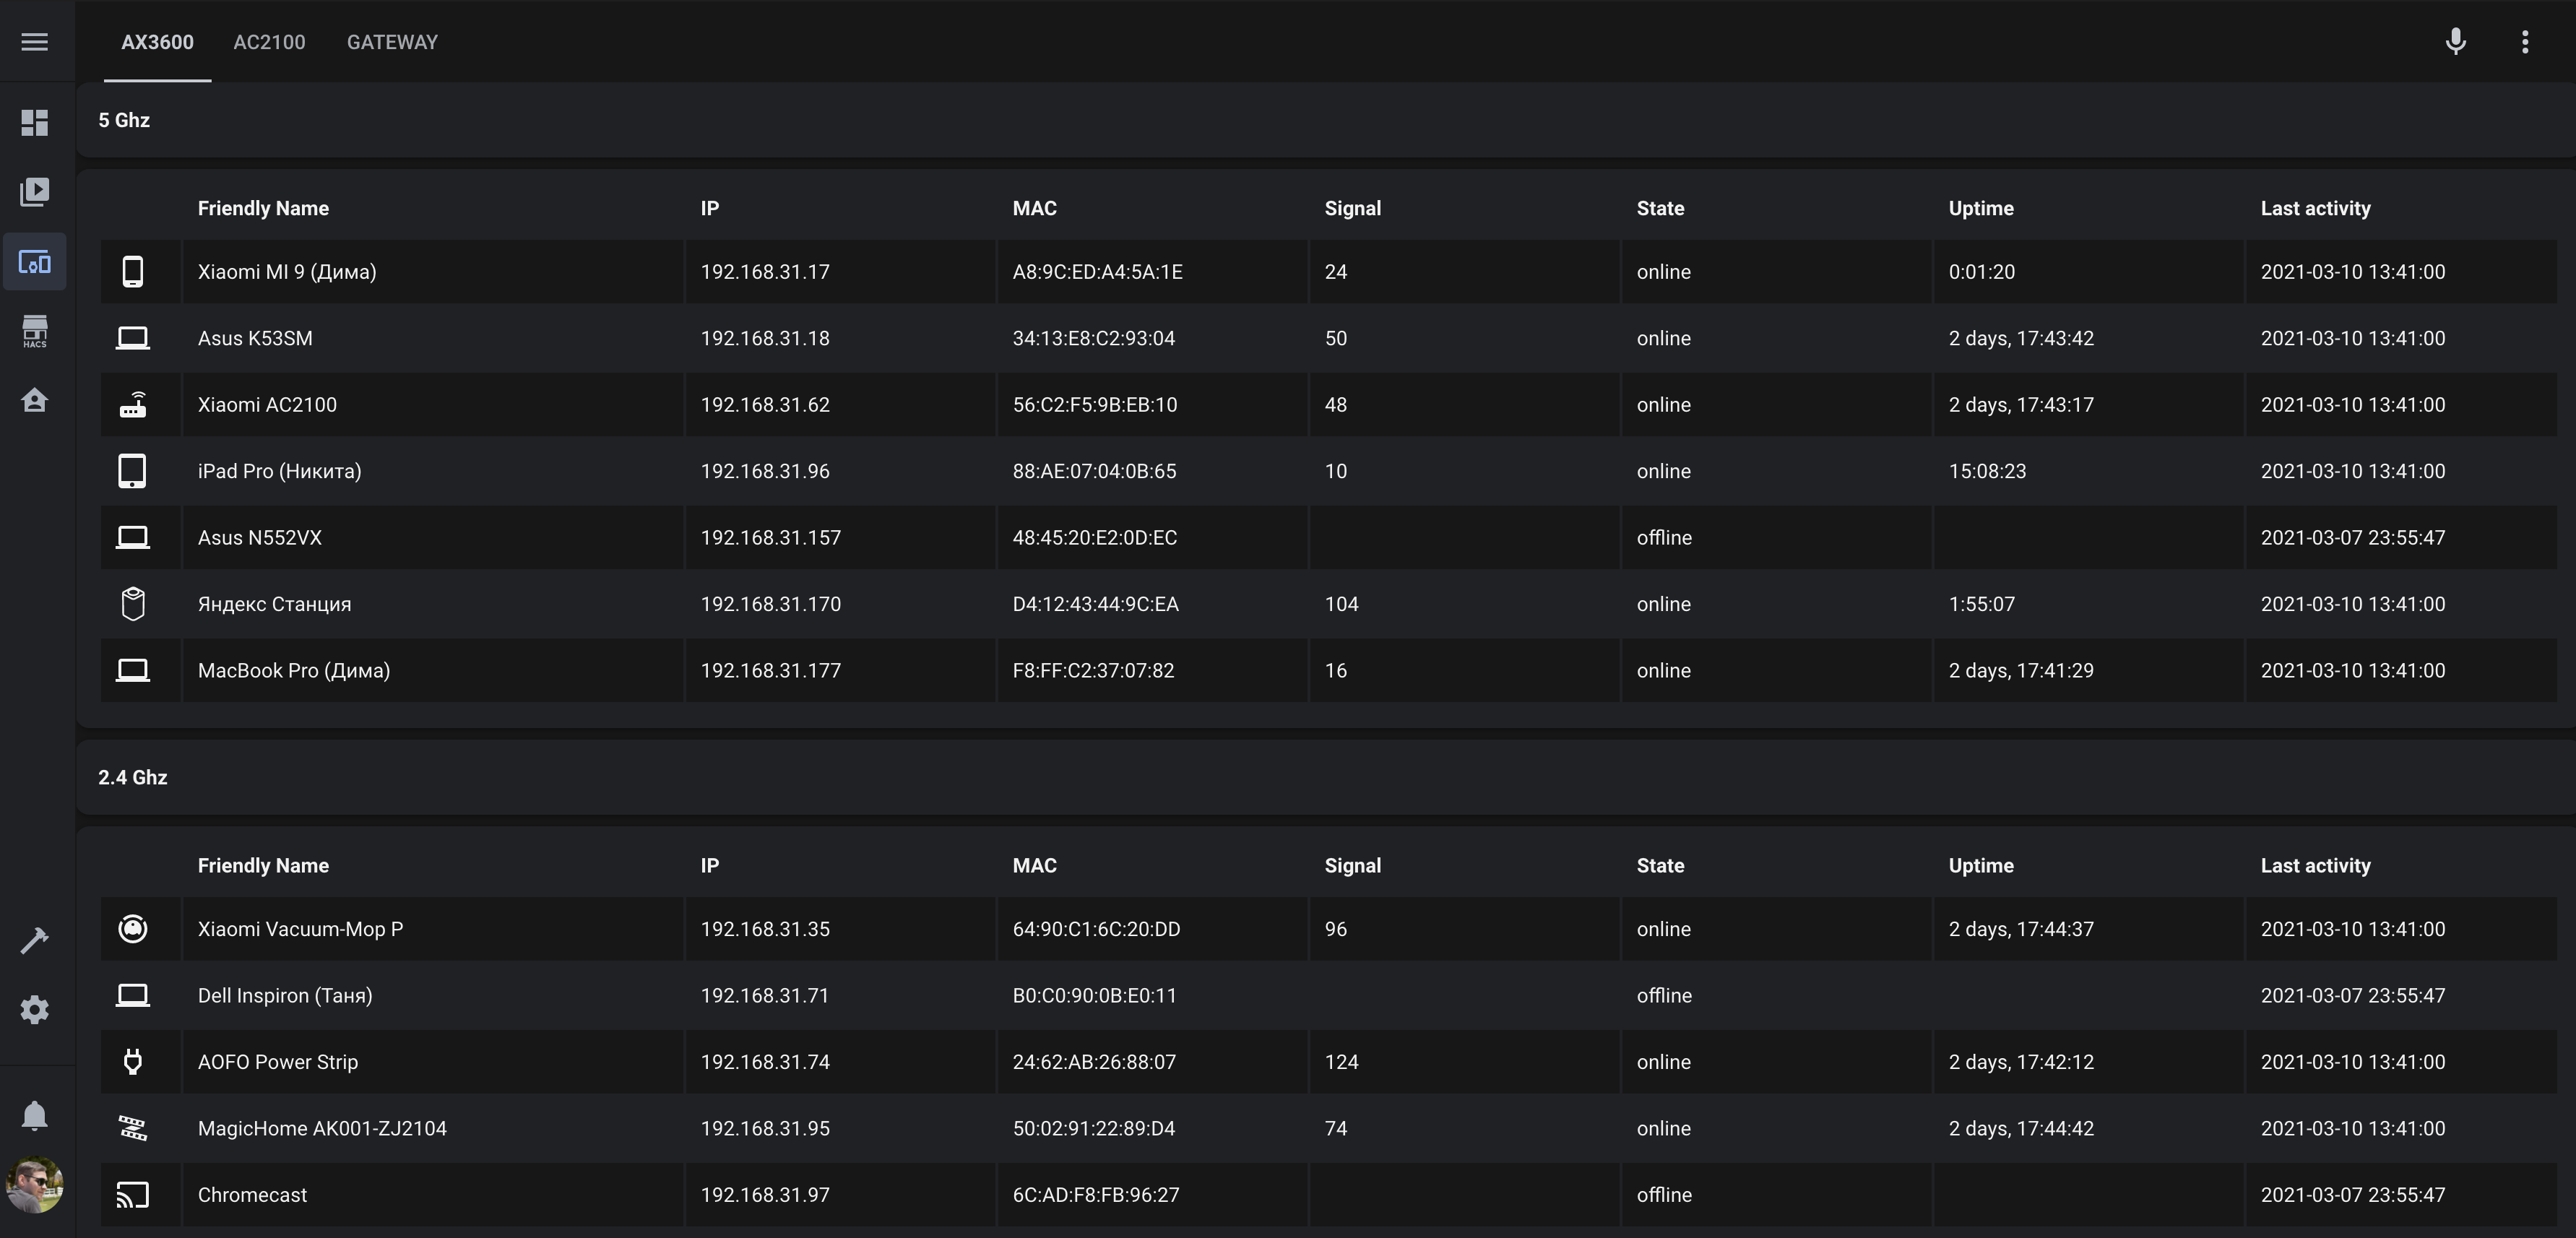 AX3600 AC2100 GATEWAY
5 Ghz
Friendly Name IP MAC Signal State Uptime Last activity
Xiaomi MI 9 (Дима) 192.168.31.17 A8:9C:ED:A4:5A:1E 24 online 0:01:20 2021-03-10 13:41:00
Asus K53SM 192.168.31.18 34:13:E8:C2:93:04 50 online 2 days, 17:43:42 2021-03-10 13:41:00
HACS
Xiaomi AC2100 192.168.31.62 56:C2:F5:9B:EB:10 48 online 2 days, 17:43:17 2021-03-10 13:41:00
iPad Pro (Никита) 192.168.31.96 88:AE:07:04:0B:65 10 online 15:08:23 2021-03-10 13:41:00
Asus N552VX 192.168.31.157 48:45:20:E2:0D:EC offline 2021-03-07 23:55:47
Яндекс Станция 192.168.31.170 D4:12:43:44:9C:EA 104 online 1:55:07 2021-03-10 13:41:00
MacBook Pro (Дима) 192.168.31.177 F8:FF:C2:37:07:82 16 online 2 days, 17:41:29 2021-03-10 13:41:00
2.4 Ghz
Friendly Name IP MAC Signal State Uptime Last activity
Xiaomi Vacuum-Mop P 192.168.31.35 64:90:C1:6C:20:DD 96 online 2 days, 17:44:37 2021-03-10 13:41:00
Dell Inspiron (Таня) 192.168.31.71 B0:C0:90:0B:E0:11 offline 2021-03-07 23:55:47
AOFO Power Strip 192.168.31.74 24:62:AB:26:88:07 124 online 2 days, 17:42:12 2021-03-10 13:41:00
MagicHome AK001-ZJ2104 192.168.31.95 50:02:91:22:89:D4 74 online 2 days, 17:44:42 2021-03-10 13:41:00
Chromecast 192.168.31.97 6C:AD:F8:FB:96:27 offline 2021-03-07 23:55:47